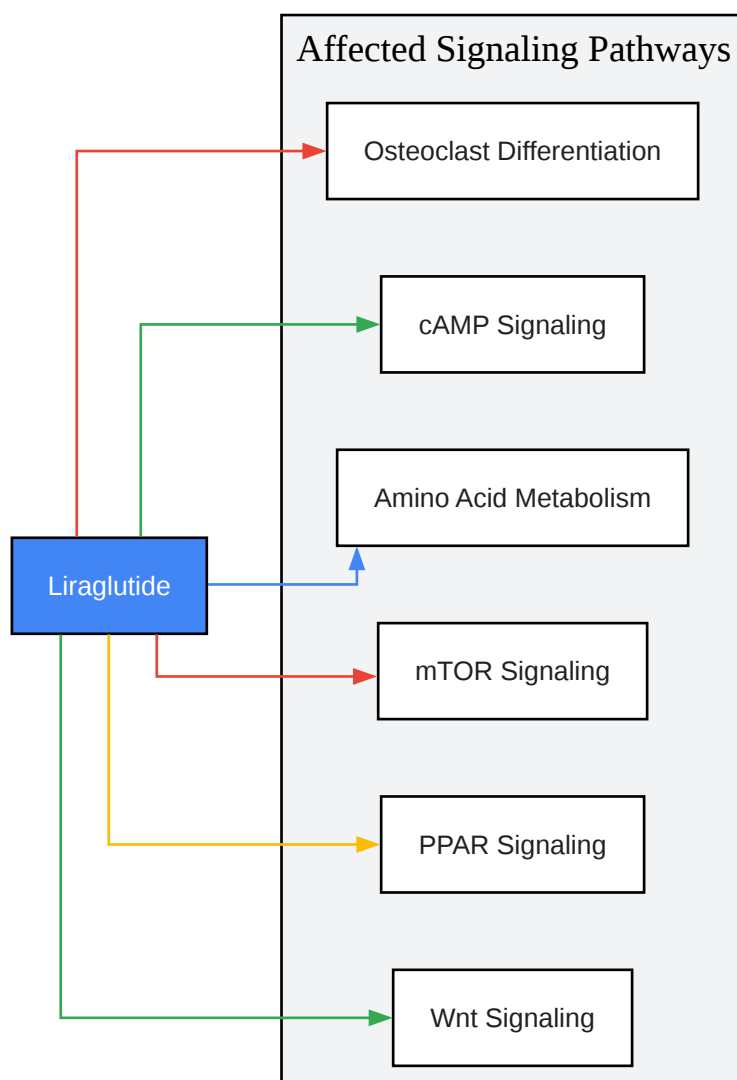 Affected Signaling Pathways
Osteoclast Differentiation
cAMP Signaling
Amino Acid Metabolism
Liraglutide
mTOR Signaling
PPAR Signaling
Wnt Signaling